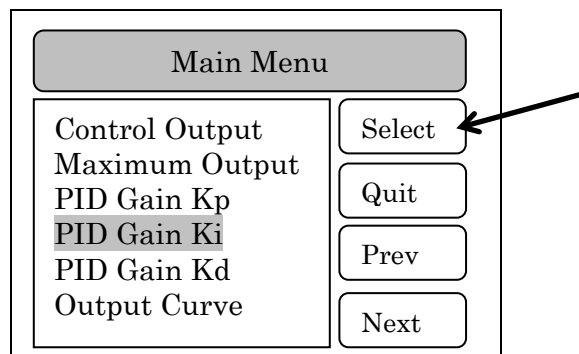 Main Menu
Control Output
Maximum Output
PID Gain Kp
PID Gain Ki
PID Gain Kd
Output Curve
Select
Quit
Prev
Next